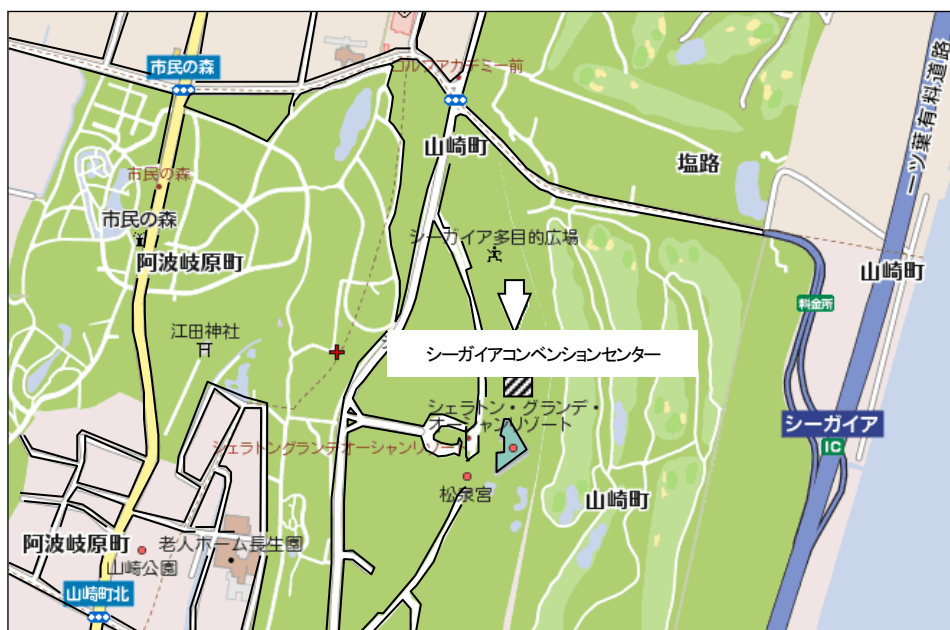 市民の森
ゴルフアカデミー前
一ツ葉有料道路
山崎町
塩路
市民の森
市民の森
シーガイア多目的広場
阿波岐原町
山崎町
料金所
江田神社
シーガイアコンベンションセンター
シェラトン・グランデ・
オーシャンリゾート
シーガイア
IC
シェラトングランデオーシャンリゾート
松泉宮
山崎町
阿波岐原町
老人ホーム長生園
山崎公園
山崎町北